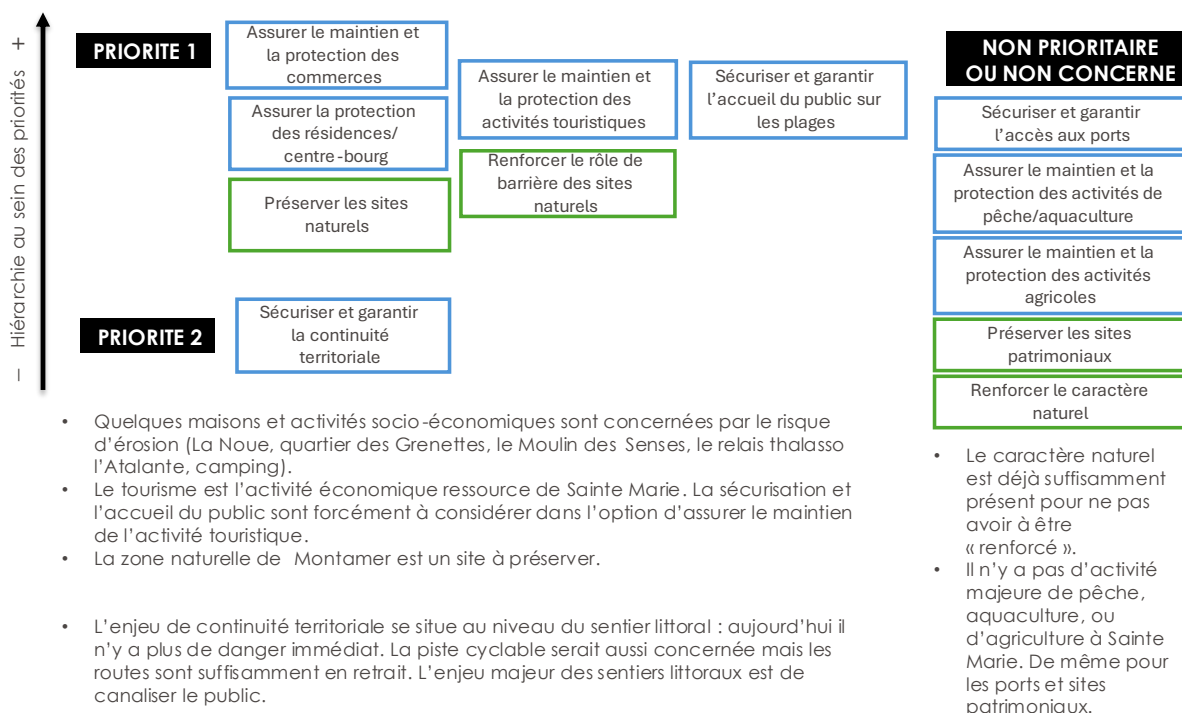 Hiérarchie au sein des priorités
+
–
PRIORITE 1
Assurer le maintien et
la protection des
commerces
Assurer la protection
des résidences/
centre-bourg
Préserver les sites
naturels
Assurer le maintien et
la protection des
activités touristiques
Renforcer le rôle de
barrière des sites
naturels
Sécuriser et garantir
l'accueil du public sur
les plages
PRIORITE 2
Sécuriser et garantir
la continuité
territoriale
• Quelques maisons et activités socio-économiques sont concernées par le risque
d'érosion (La Noue, quartier des Grenettes, le Moulin des Senses, le relais thalasso
l'Atalante, camping).
• Le tourisme est l'activité économique ressource de Sainte Marie. La sécurisation et
l'accueil du public sont forcément à considérer dans l'option d'assurer le maintien
de l'activité touristique.
• La zone naturelle de Montamer est un site à préserver.
• L'enjeu de continuité territoriale se situe au niveau du sentier littoral : aujourd'hui il
n'y a plus de danger immédiat. La piste cyclable serait aussi concernée mais les
routes sont suffisamment en retrait. L'enjeu majeur des sentiers littoraux est de
canaliser le public.
NON PRIORITAIRE
OU NON CONCERNE
Sécuriser et garantir
l'accès aux ports
Assurer le maintien et la
protection des activités de
pêche/aquaculture
Assurer le maintien et la
protection des activités
agricoles
Préserver les sites
patrimoniaux
Renforcer le caractère
naturel
• Le caractère naturel
est déjà suffisamment
présent pour ne pas
avoir à être
« renforcé ».
• Il n'y a pas d'activité
majeure de pêche,
aquaculture, ou
d'agriculture à Sainte
Marie. De même pour
les ports et sites
patrimoniaux.